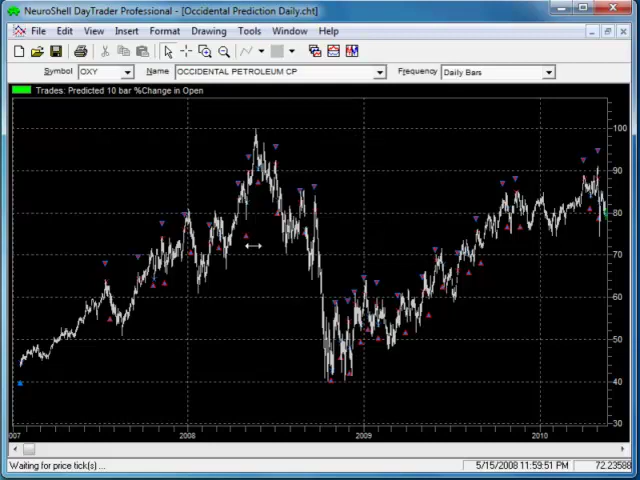 NeuroShell DayTrader Professional - [Occidental Prediction Daily.cht]
File Edit View Insert Format Drawing Tools Window Help
Symbol OXY Name OCCIDENTAL PETROLEUM CP Frequency Daily Bars
Trades: Predicted 10 bar %Change in Open
100
90
80
70
60
50
40
30
007 2008 2009 2010
Waiting for price tick(s) ... 5/15/2008 11:59:51 PM 72.23588